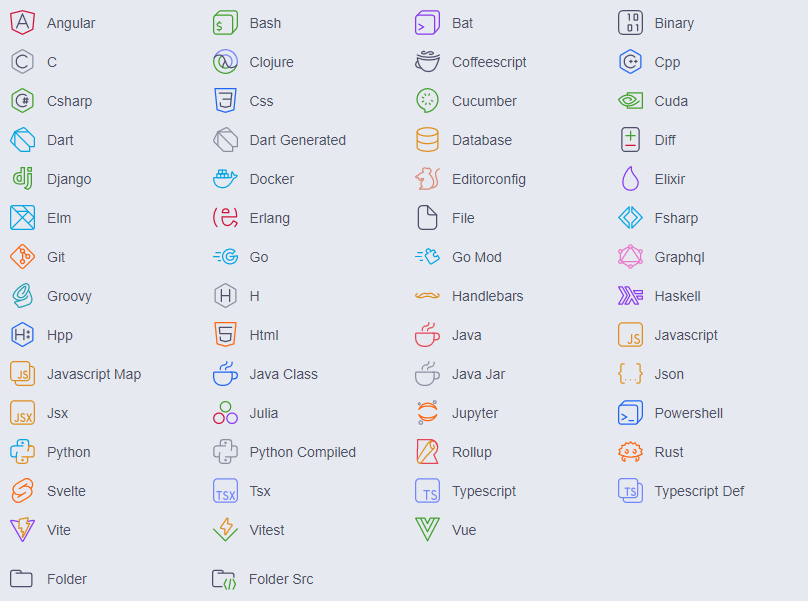 Angular Bash Bat Binary
C Clojure Coffeescript Cpp
Csharp Css Cucumber Cuda
Dart Dart Generated Database Diff
Django Docker Editorconfig Elixir
Elm Erlang File Fsharp
Git Go Go Mod Graphql
Groovy H Handlebars Haskell
Hpp Html Java Javascript
Javascript Map Java Class Java Jar Json
Jsx Julia Jupyter Powershell
Python Python Compiled Rollup Rust
Svelte Tsx Typescript Typescript Def
Vite Vitest Vue
Folder Folder Src